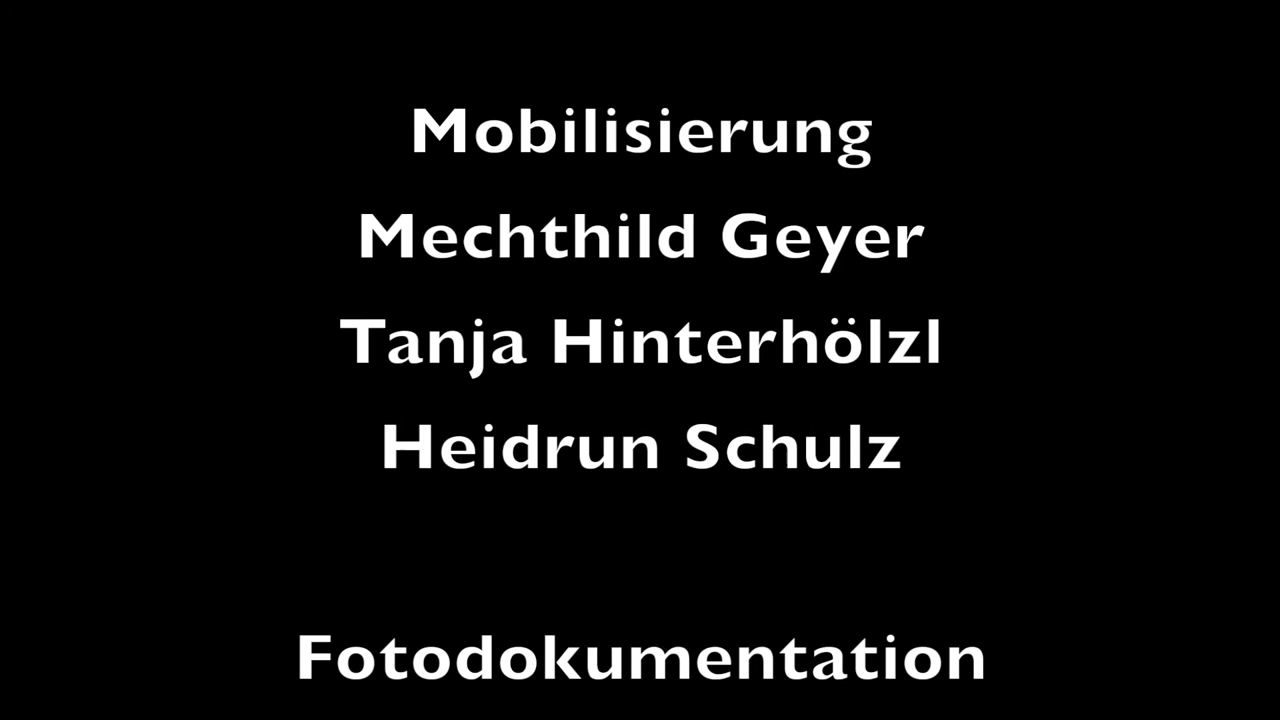 Mobilisierung
Mechthild Geyer
Tanja Hinterhölzl
Heidrun Schulz
Fotodokumentation